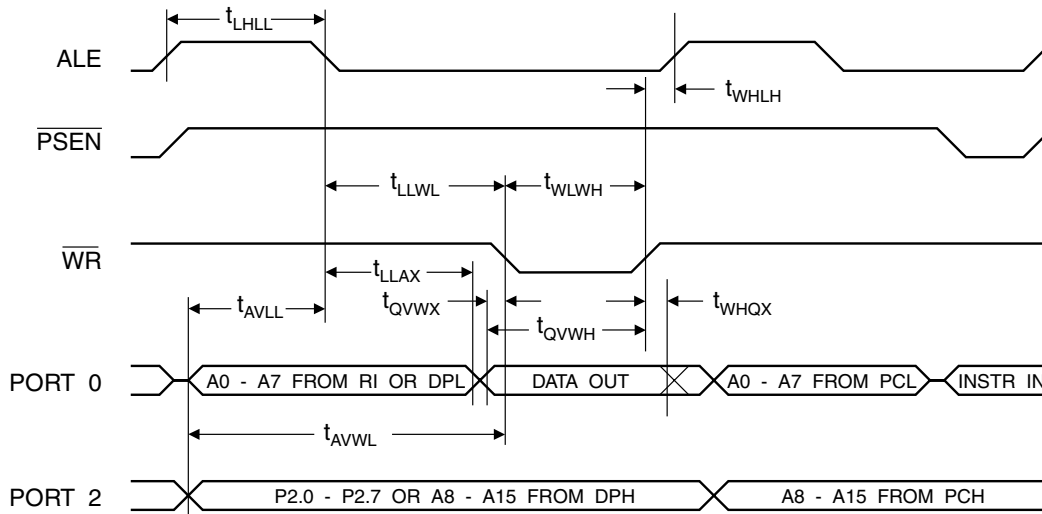 tLHLL
ALE
tWHLH
PSEN
tLLWL
tWLWH
WR
tLLAX
tAVLL
tQVWX
tWHQX
tQVWH
PORT 0
A0 - A7 FROM RI OR DPL
DATA OUT
A0 - A7 FROM PCL
INSTR IN
tAVWL
PORT 2
P2.0 - P2.7 OR A8 - A15 FROM DPH
A8 - A15 FROM PCH